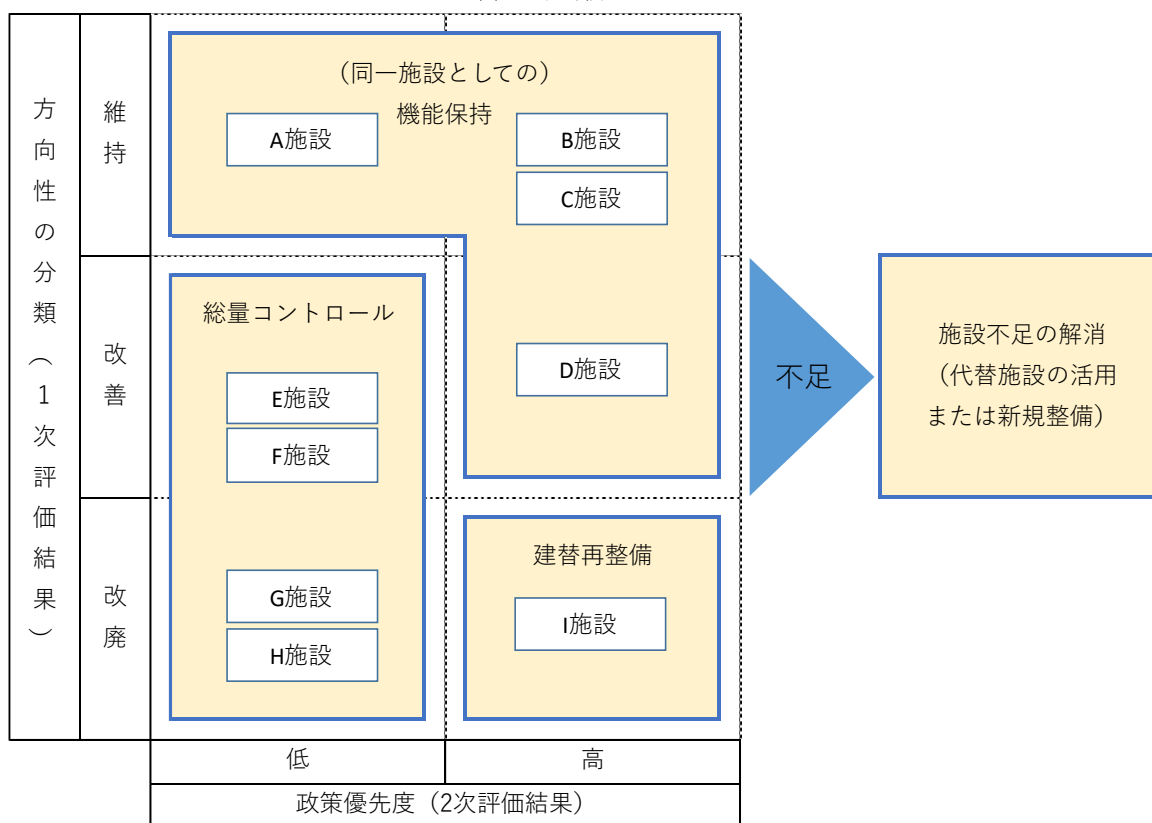 方向性の分類（1次評価結果）
維持
（同一施設としての）
機能保持
A施設
B施設
C施設
改善
総量コントロール
D施設
E施設
F施設
改廃
G施設
H施設
建替再整備
I施設
不足
施設不足の解消
（代替施設の活用
または新規整備）
低
高
政策優先度（2次評価結果）